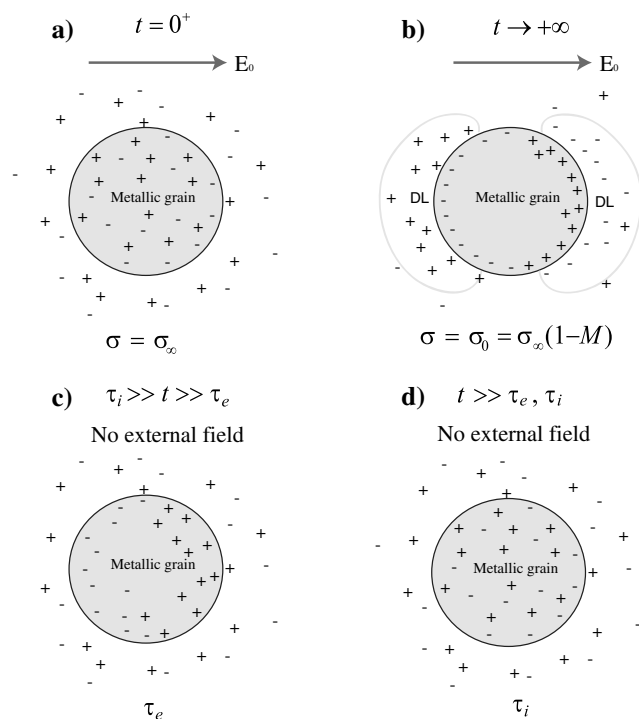 a) t = 0⁺
E₀
Metallic grain
σ = σ∞
b) t → +∞
E₀
DL Metallic grain DL
σ = σ₀ = σ∞(1−M)
c) τᵢ >> t >> τₑ
No external field
Metallic grain
τₑ
d) t >> τₑ , τᵢ
No external field
Metallic grain
τᵢ